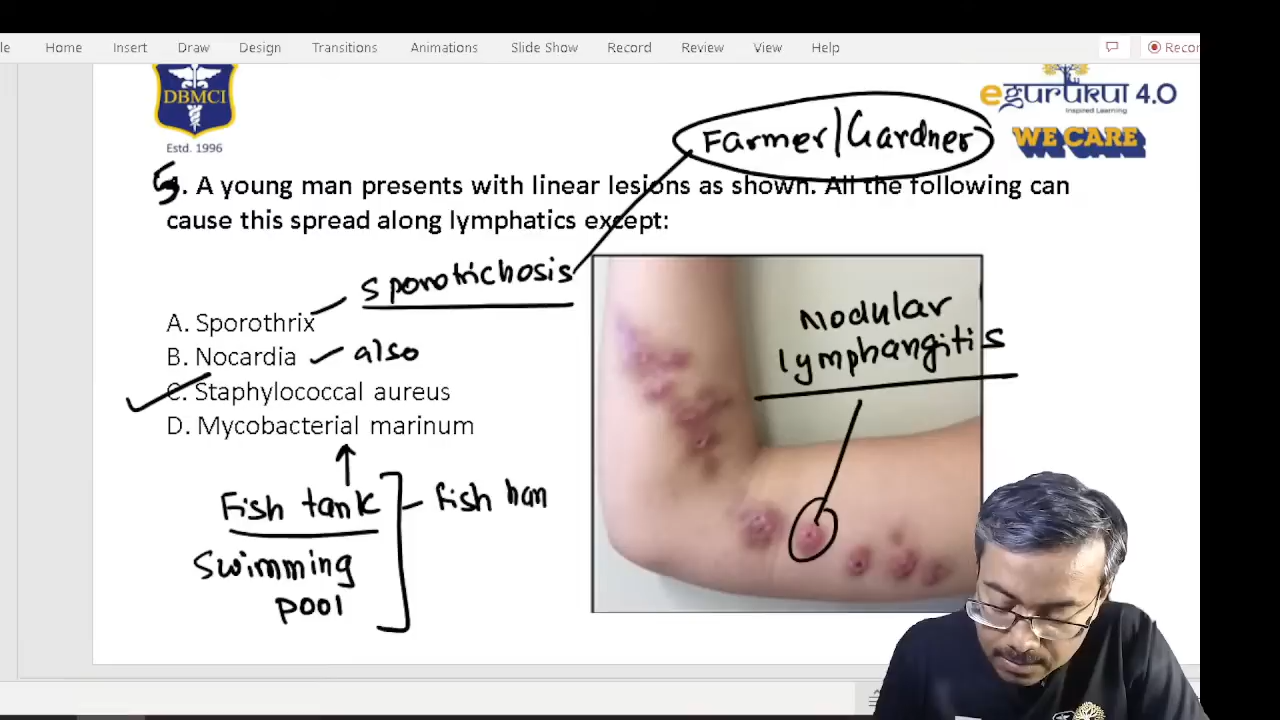 Home Insert Draw Design Transitions Animations Slide Show Record Review View Help
DBMCI
Estd. 1996
egurukul 4.0
Inspired Learning
WE CARE
Farmer/Gardner
5. A young man presents with linear lesions as shown. All the following can
cause this spread along lymphatics except:
Sporotrichosis
A. Sporothrix
B. Nocardia also
C. Staphylococcal aureus
D. Mycobacterial marinum
Nodular
lymphangitis
Fish tank
Swimming
pool
fish han